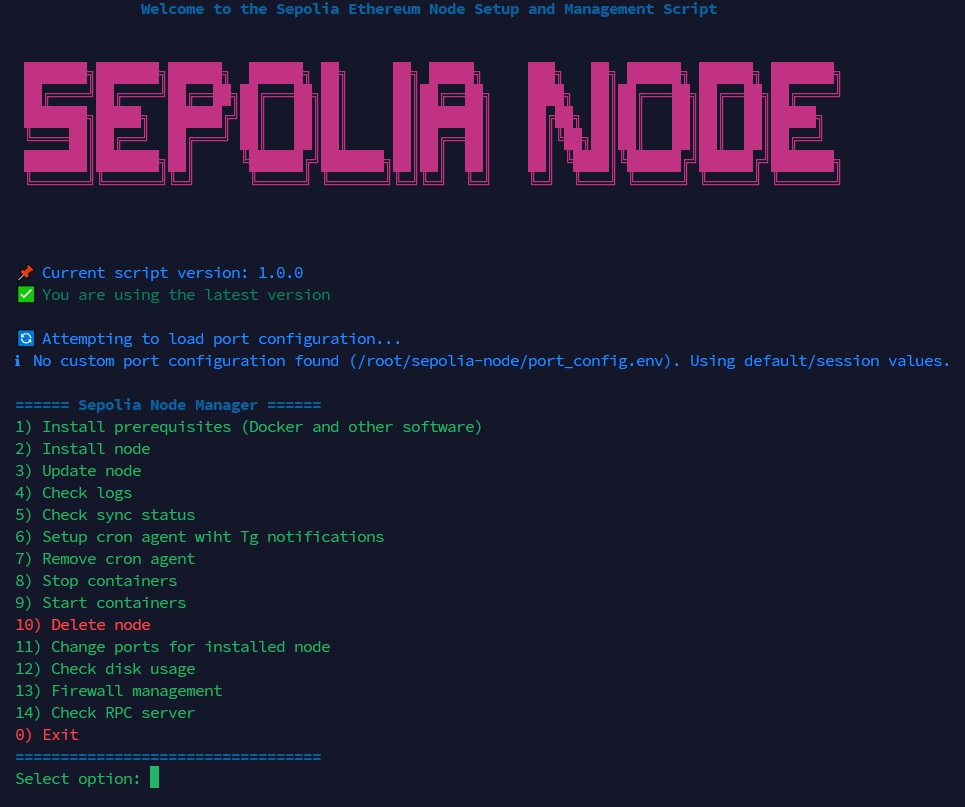 Welcome to the Sepolia Ethereum Node Setup and Management Script
SEPOLIA NODE
Current script version: 1.0.0
You are using the latest version
Attempting to load port configuration...
ℹ No custom port configuration found (/root/sepolia-node/port_config.env). Using default/session values.
====== Sepolia Node Manager ======
1) Install prerequisites (Docker and other software)
2) Install node
3) Update node
4) Check logs
5) Check sync status
6) Setup cron agent wiht Tg notifications
7) Remove cron agent
8) Stop containers
9) Start containers
10) Delete node
11) Change ports for installed node
12) Check disk usage
13) Firewall management
14) Check RPC server
0) Exit
==================================
Select option: